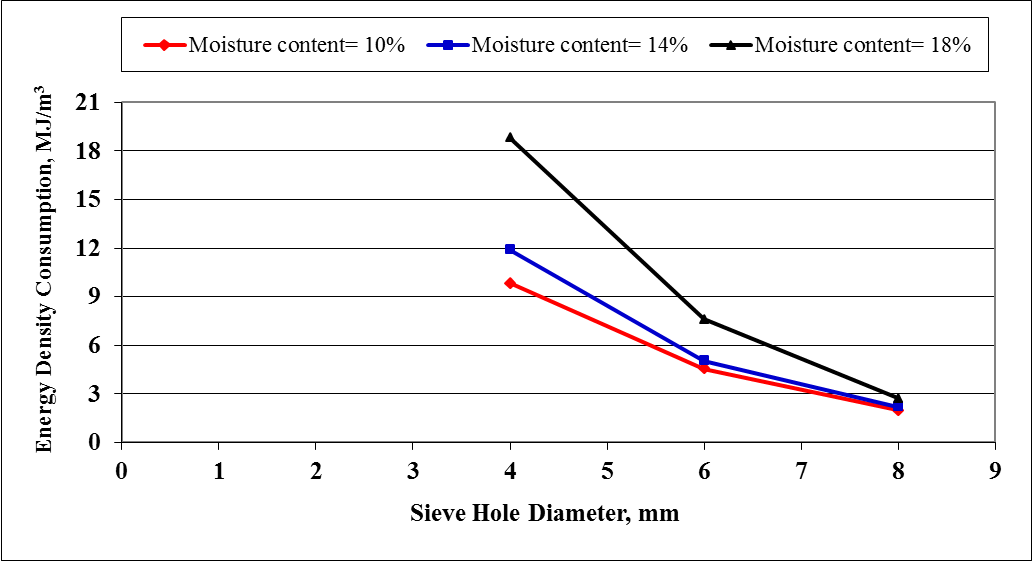 Moisture content= 10% Moisture content= 14% Moisture content= 18%
Energy Density Consumption, MJ/m³
21
18
15
12
9
6
3
0
0 1 2 3 4 5 6 7 8 9
Sieve Hole Diameter, mm